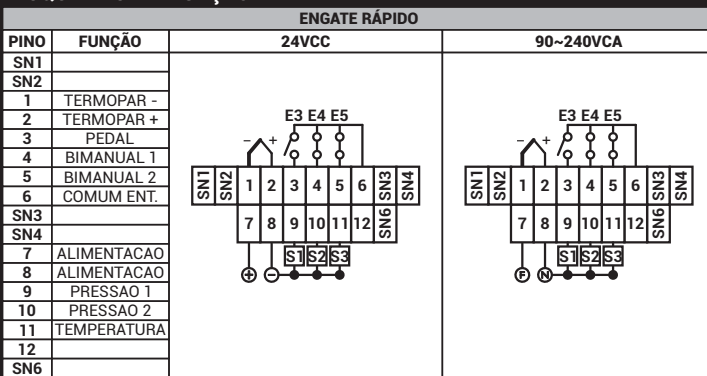 ENGATE RÁPIDO
PINO FUNÇÃO 24VCC 90~240VCA
SN1
SN2
1 TERMOPAR -
2 TERMOPAR +
3 PEDAL
4 BIMANUAL 1
5 BIMANUAL 2
6 COMUM ENT.
SN3
SN4
7 ALIMENTACAO
8 ALIMENTACAO
9 PRESSAO 1
10 PRESSAO 2
11 TEMPERATURA
12
SN6
E3 E4 E5
- +
SN1 SN2 1 2 3 4 5 6 SN3 SN4
7 8 9 10 11 12 SN6
S1 S2 S3
+ -
E3 E4 E5
- +
SN1 SN2 1 2 3 4 5 6 SN3 SN4
7 8 9 10 11 12 SN6
S1 S2 S3
F N